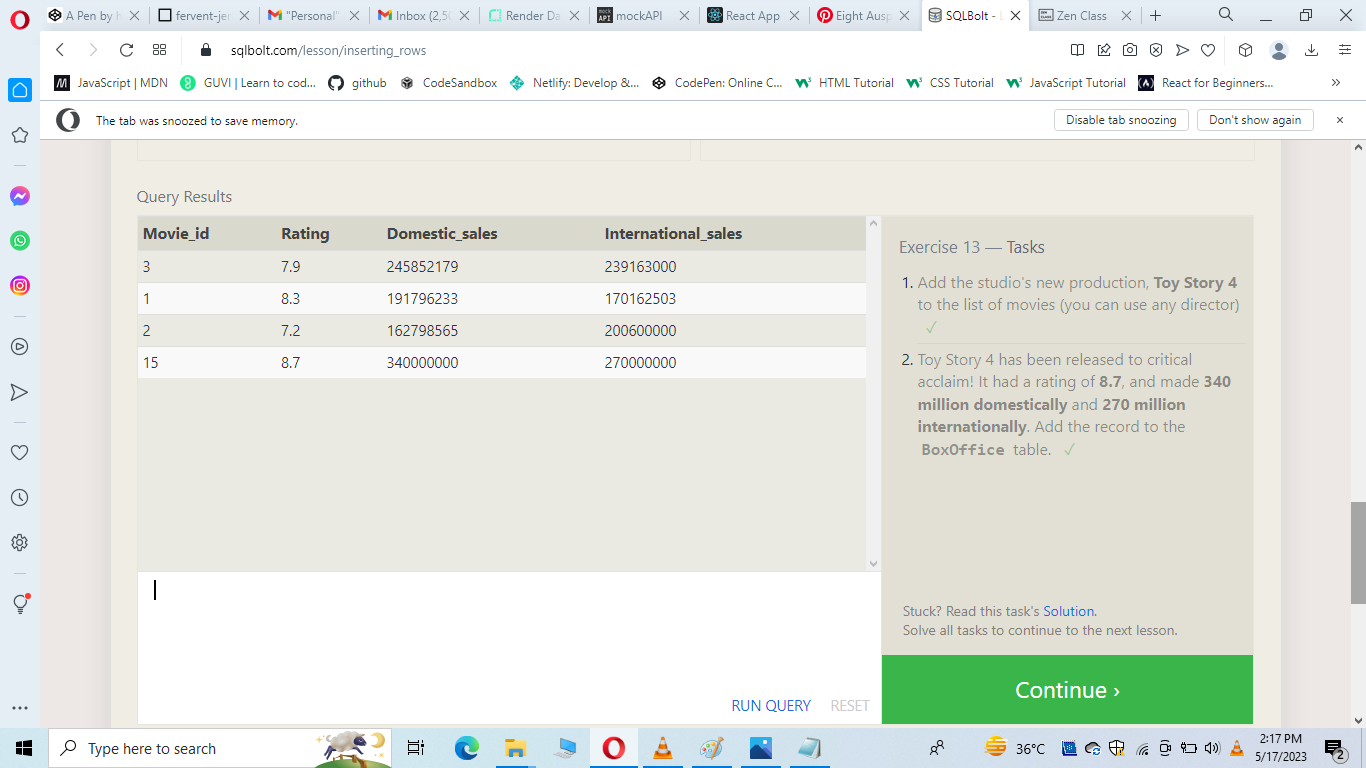 A Pen by h
fervent-jer
"Personal"
Inbox (2,50
Render Da
mockAPI
React App
Eight Ausp
SQLBolt - L
Zen Class
sqlbolt.com/lesson/inserting_rows
JavaScript | MDN
GUVI | Learn to cod...
github
CodeSandbox
Netlify: Develop &...
CodePen: Online C...
HTML Tutorial
CSS Tutorial
JavaScript Tutorial
React for Beginners...
The tab was snoozed to save memory.
Disable tab snoozing
Don't show again
Query Results
Movie_id Rating Domestic_sales International_sales
3 7.9 245852179 239163000
1 8.3 191796233 170162503
2 7.2 162798565 200600000
15 8.7 340000000 270000000
Exercise 13 — Tasks
1. Add the studio's new production, Toy Story 4
to the list of movies (you can use any director)
✓
2. Toy Story 4 has been released to critical
acclaim! It had a rating of 8.7, and made 340
million domestically and 270 million
internationally. Add the record to the
BoxOffice table. ✓
Stuck? Read this task's Solution.
Solve all tasks to continue to the next lesson.
RUN QUERY RESET
Continue ›
Type here to search
36°C
2:17 PM
5/17/2023
2